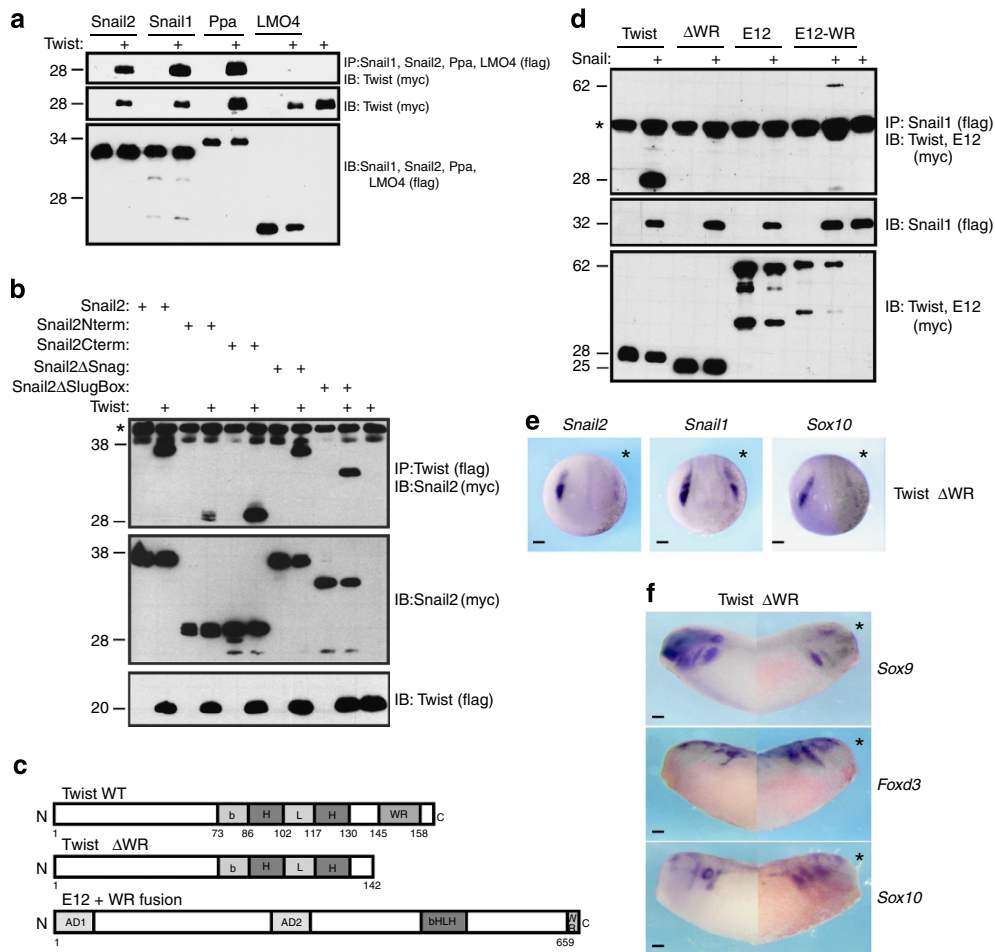 a
Snail2 Snail1 Ppa LMO4
Twist: + + + + +
28
IP:Snail1, Snail2, Ppa, LMO4 (flag)
IB: Twist (myc)
28
IB: Twist (myc)
34
28
IB:Snail1, Snail2, Ppa,
LMO4 (flag)
b
Snail2: + +
Snail2Nterm: + +
Snail2Cterm: + +
Snail2ΔSnag: + +
Snail2ΔSlugBox: + +
Twist: + + + + + +
*
38
28
IP:Twist (flag)
IB:Snail2 (myc)
38
28
IB:Snail2 (myc)
20
IB: Twist (flag)
c
Twist WT
N b H L H WR C
1 73 86 102 117 130 145 158
Twist ΔWR
N b H L H
1 142
E12 + WR fusion
N AD1 AD2 bHLH WR C
1 659
d
Twist ΔWR E12 E12-WR
Snail: + + + + +
62
*
28
IP: Snail1 (flag)
IB: Twist, E12
(myc)
32
IB: Snail1 (flag)
62
28
25
IB: Twist, E12
(myc)
e
Snail2 Snail1 Sox10
* * *
Twist ΔWR
f
Twist ΔWR
*
Sox9
*
Foxd3
*
Sox10